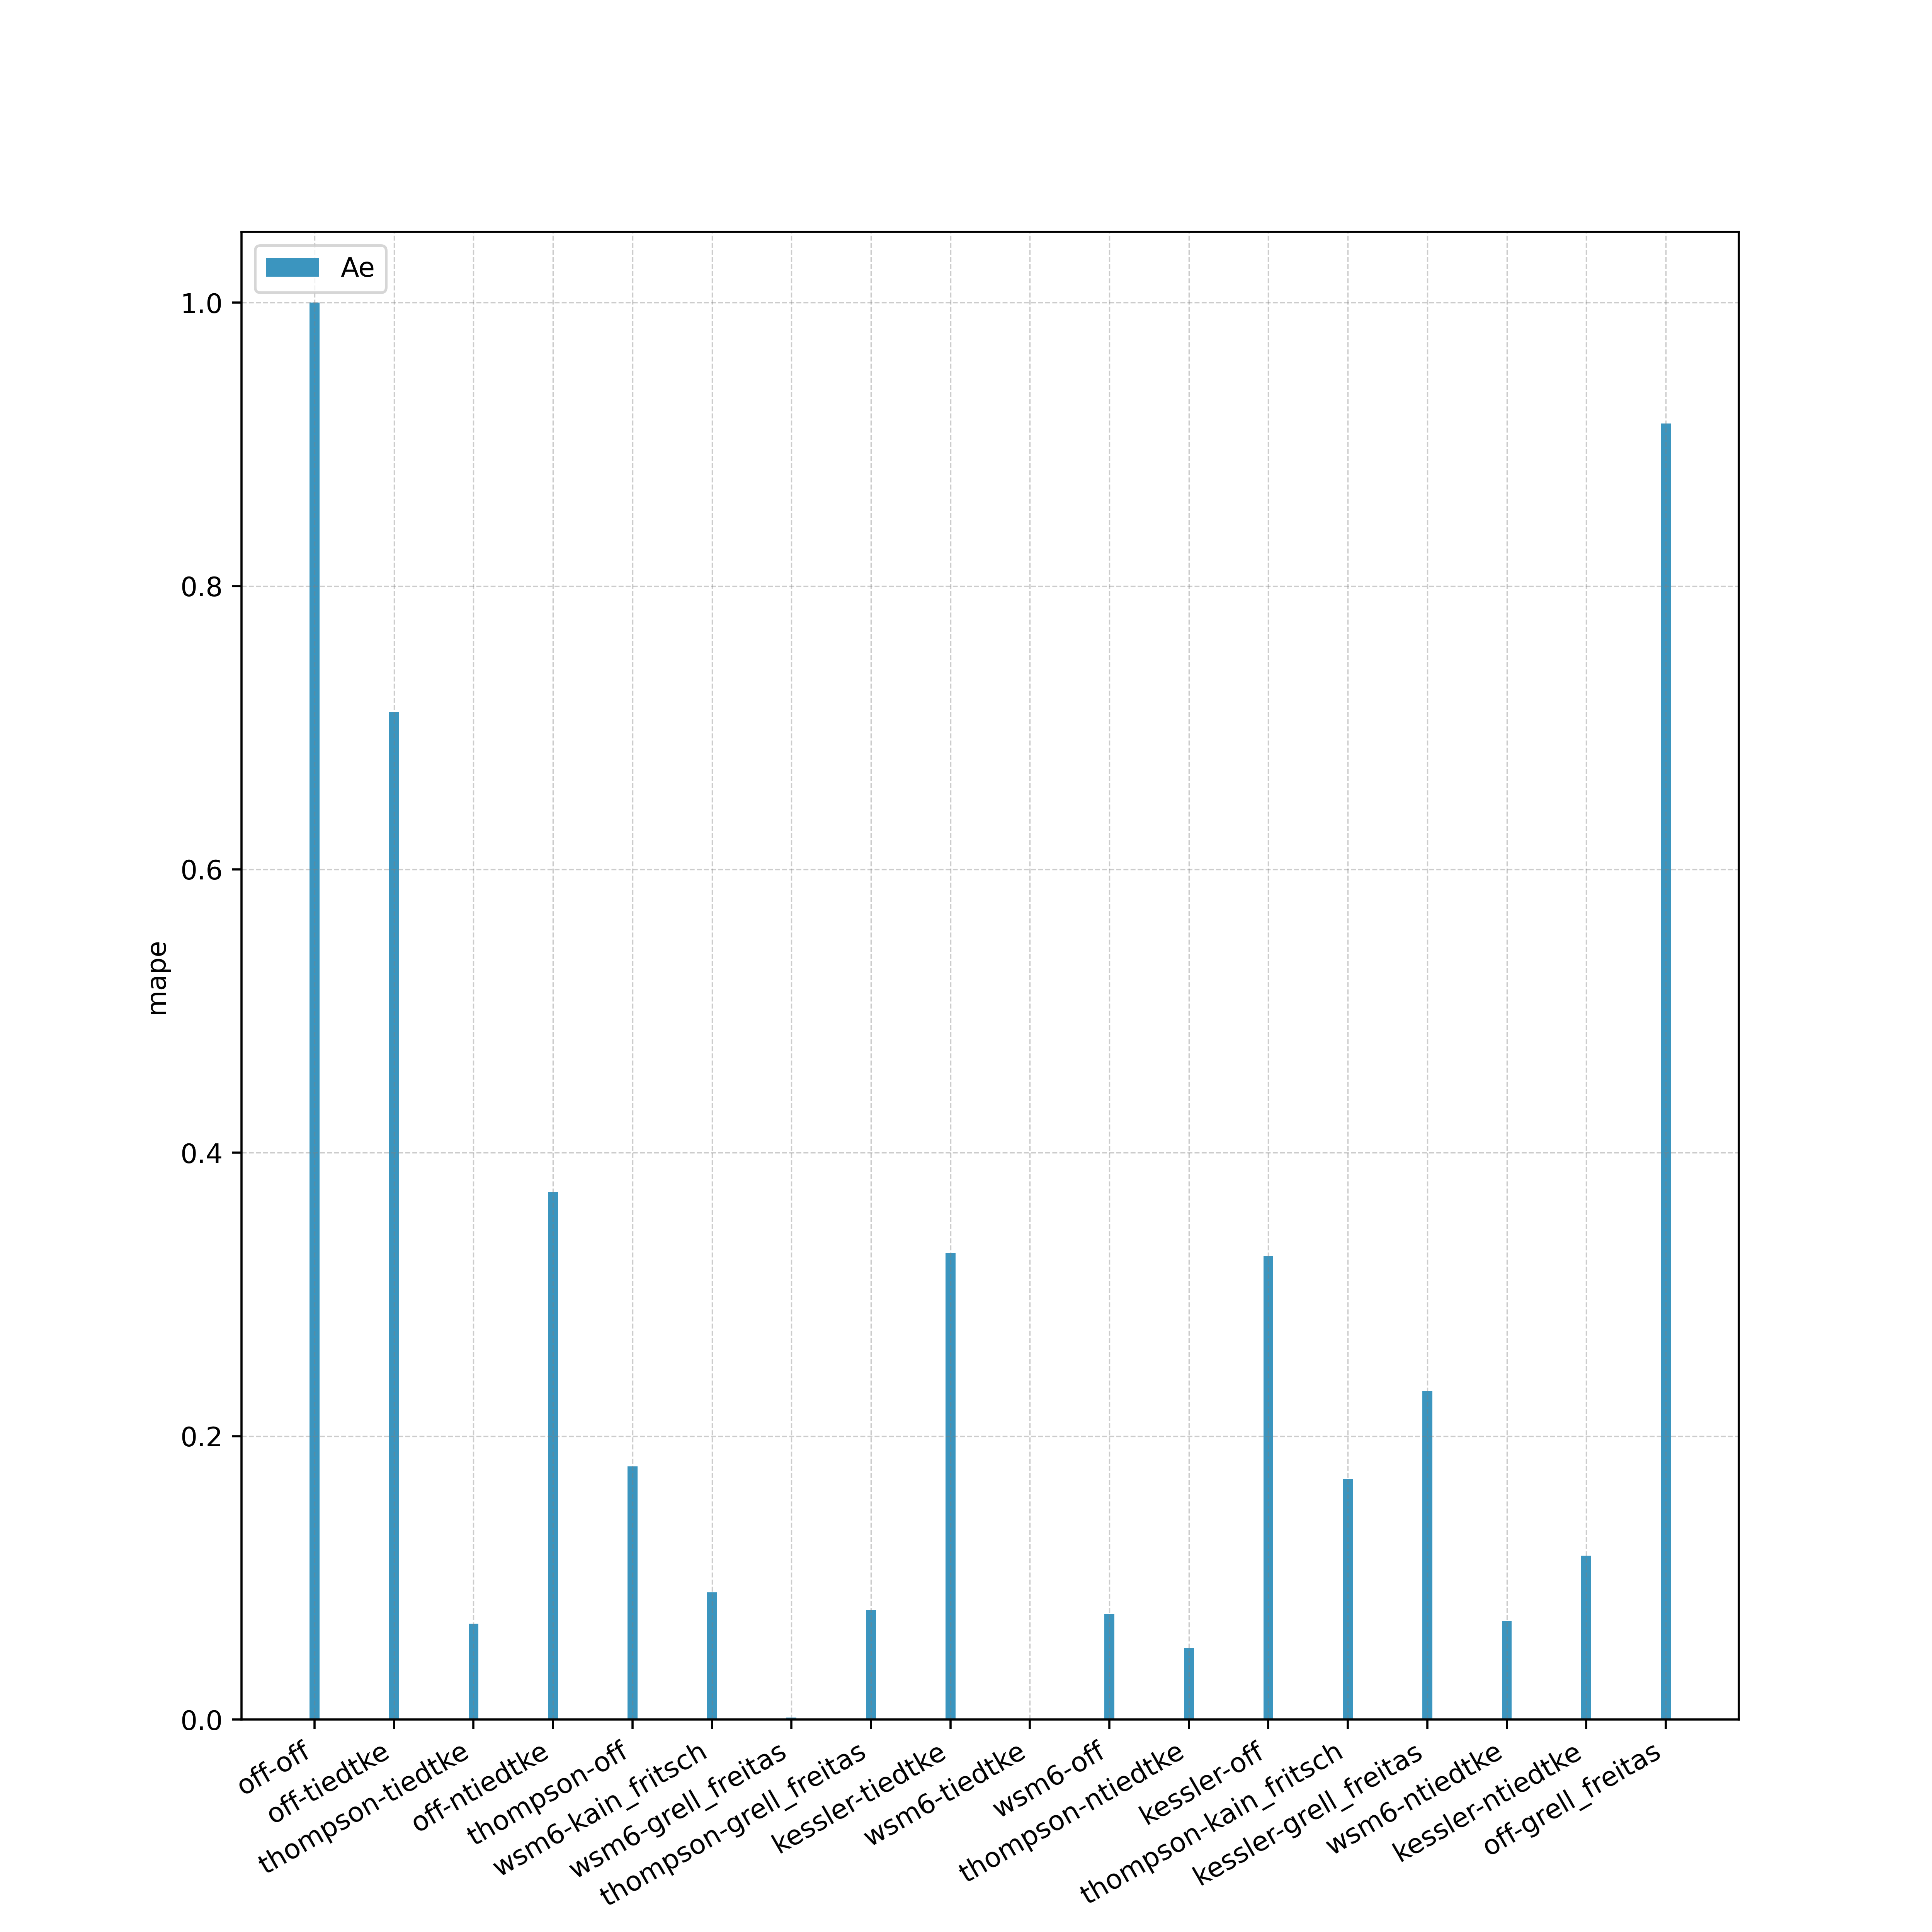 Ae
1.0
0.8
0.6
0.4
0.2
0.0
mape
off-off
off-tiedtke
thompson-tiedtke
off-ntiedtke
thompson-off
wsm6-kain_fritsch
wsm6-grell_freitas
thompson-grell_freitas
kessler-tiedtke
wsm6-tiedtke
wsm6-off
thompson-ntiedtke
kessler-off
thompson-kain_fritsch
kessler-grell_freitas
wsm6-ntiedtke
kessler-ntiedtke
off-grell_freitas